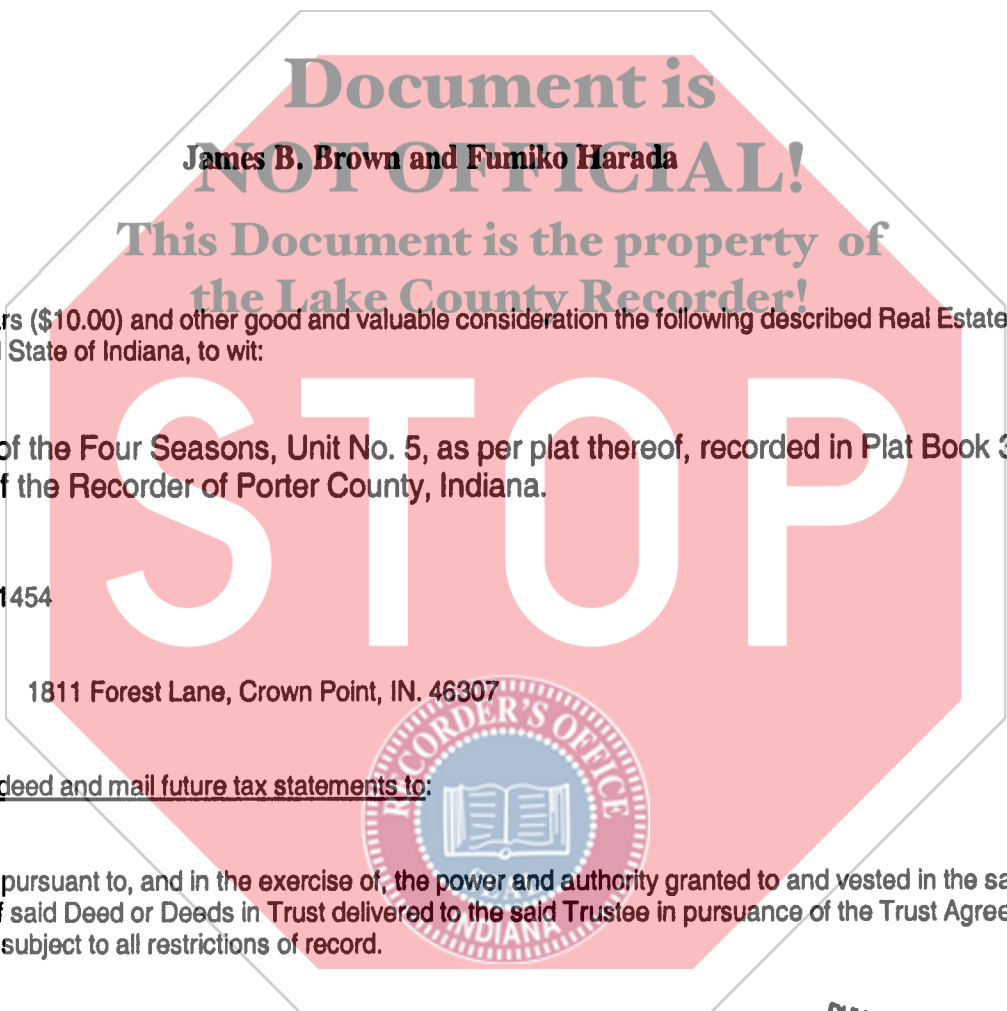 Document is
James B. Brown and Fumiko Harada
NOT OFFICIAL!
This Document is the property of
the Lake County Recorder!
rs ($10.00) and other good and valuable consideration the following described Real Estate
State of Indiana, to wit:
STOP
of the Four Seasons, Unit No. 5, as per plat thereof, recorded in Plat Book 3
f the Recorder of Porter County, Indiana.
1454
1811 Forest Lane, Crown Point, IN. 46307
RECORDER'S OFFICE
deed and mail future tax statements to:
pursuant to, and in the exercise of, the power and authority granted to and vested in the sa
f said Deed or Deeds in Trust delivered to the said Trustee in pursuance of the Trust Agree
INDIANA
subject to all restrictions of record.